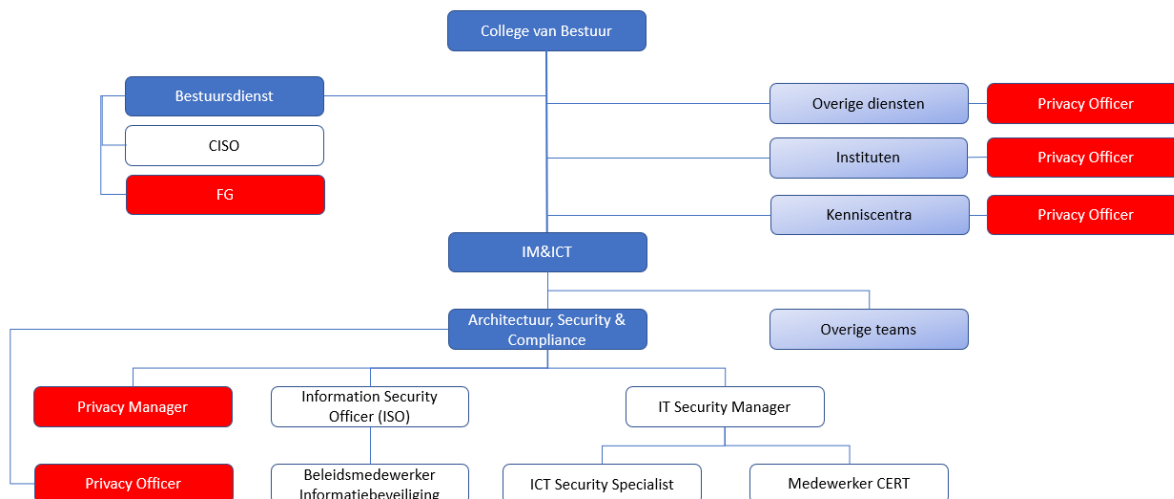 College van Bestuur
Bestuursdienst
CISO
FG
Overige diensten
Privacy Officer
Instituten
Privacy Officer
Kenniscentra
Privacy Officer
IM&ICT
Architectuur, Security &
Compliance
Overige teams
Privacy Manager
Information Security
Officer (ISO)
IT Security Manager
Privacy Officer
Beleidsmedewerker
Informatiebeveiliging
ICT Security Specialist
Medewerker CERT